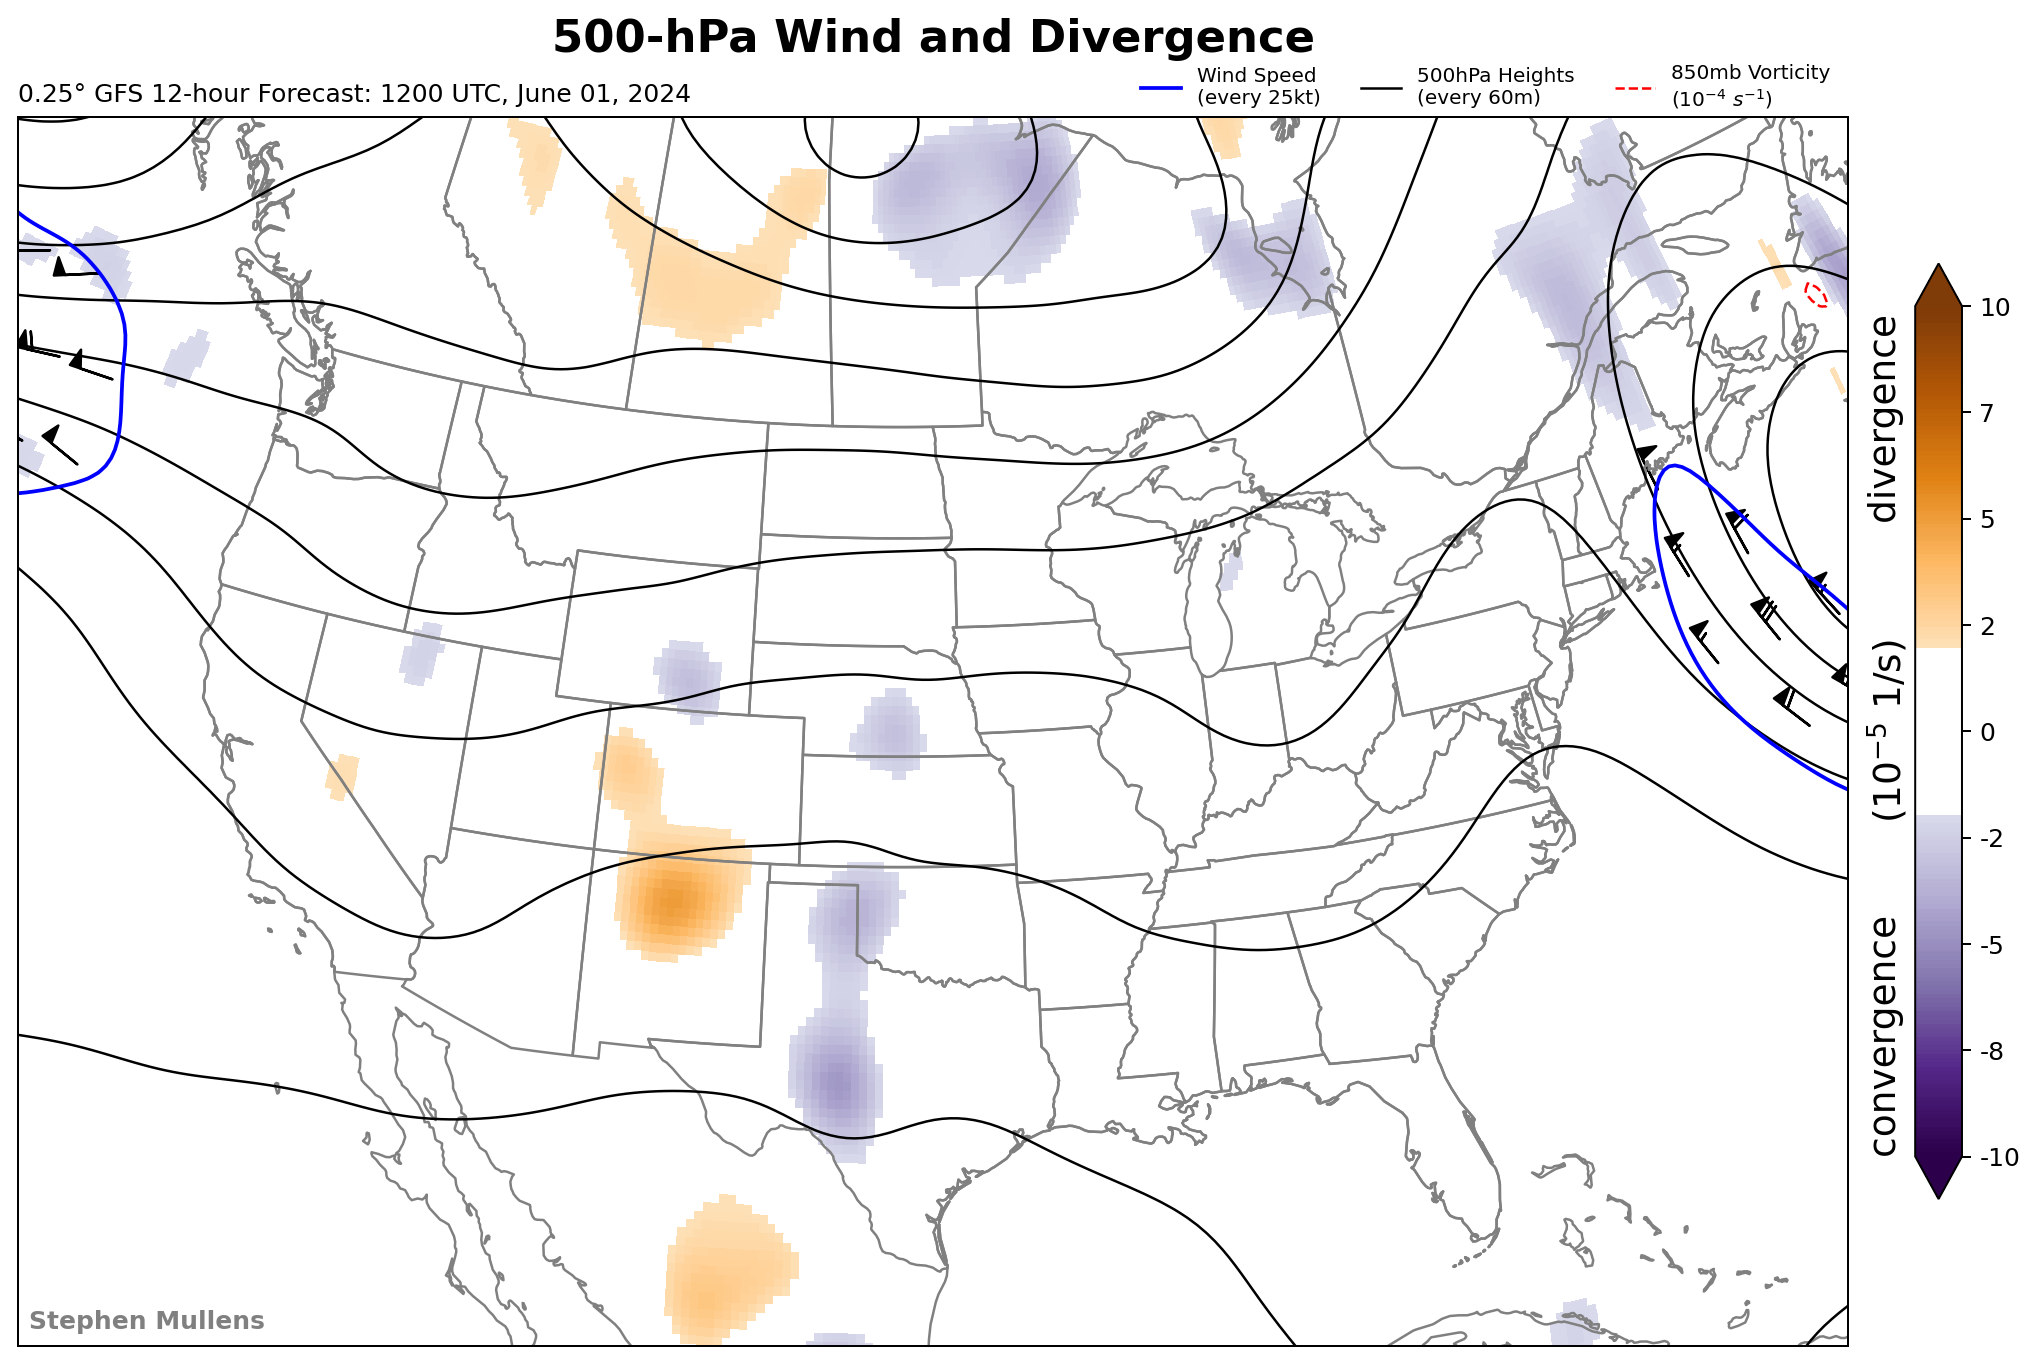 500-hPa Wind and Divergence
0.25° GFS 12-hour Forecast: 1200 UTC, June 01, 2024
Wind Speed
(every 25kt)
500hPa Heights
(every 60m)
850mb Vorticity
(10⁻⁴ s⁻¹)
10
7
5
2
0
-2
-5
-8
-10
convergence (10⁻⁵ 1/s) divergence
Stephen Mullens